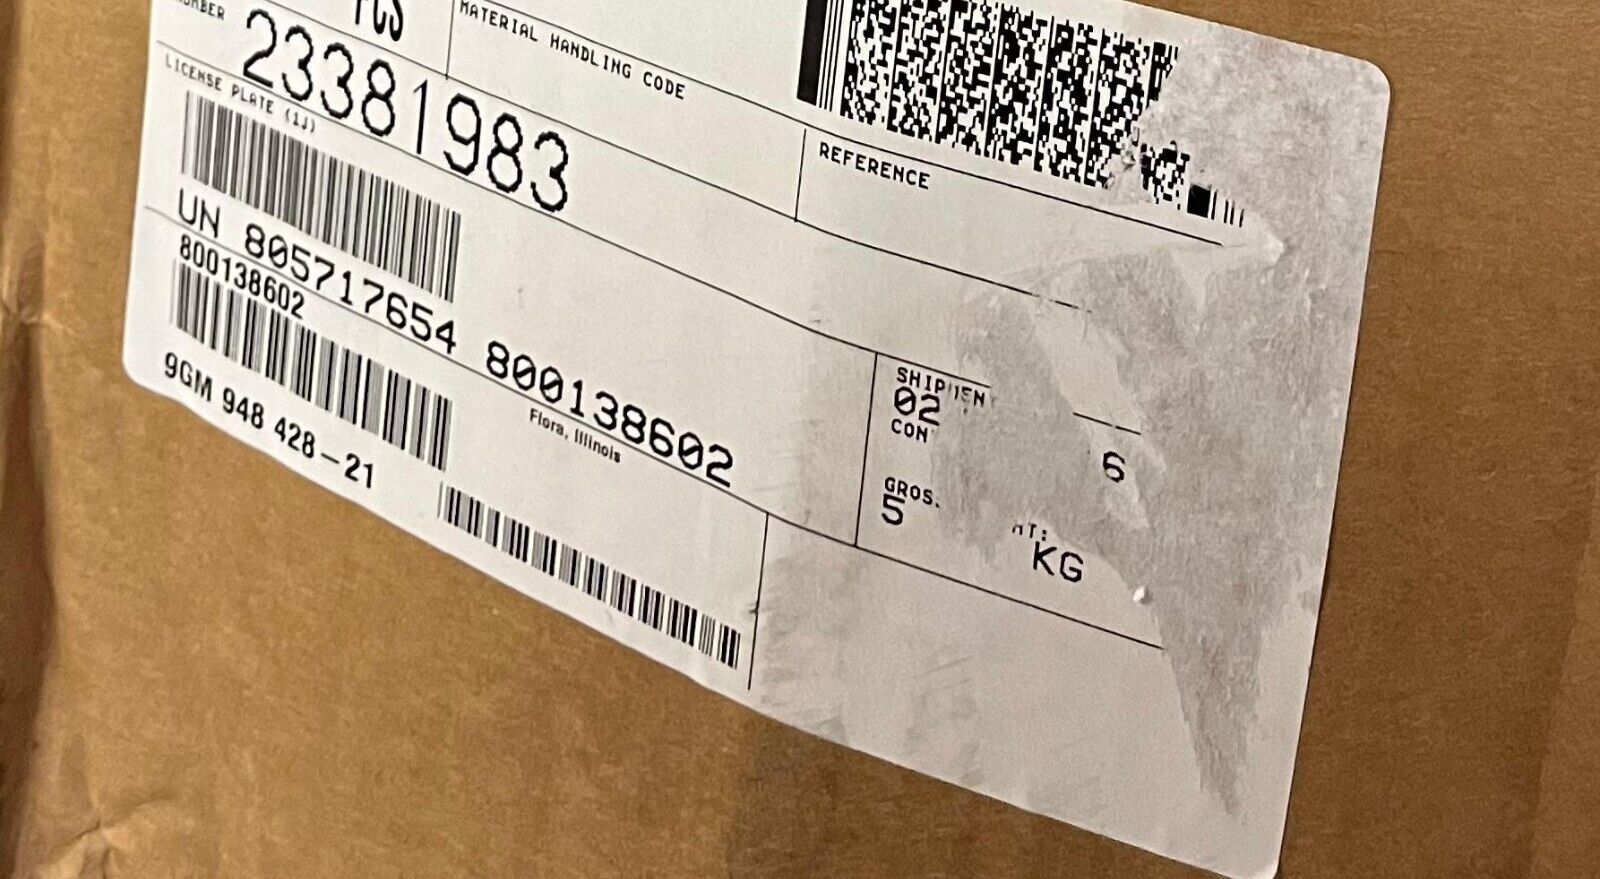 PCS
MATERIAL HANDLING CODE
23381983
REFERENCE
LICENSE PLATE (1J)
UN 805717654 800138602
800138602
Flora, Illinois
02
6
5
KG
9GM 948 428-21